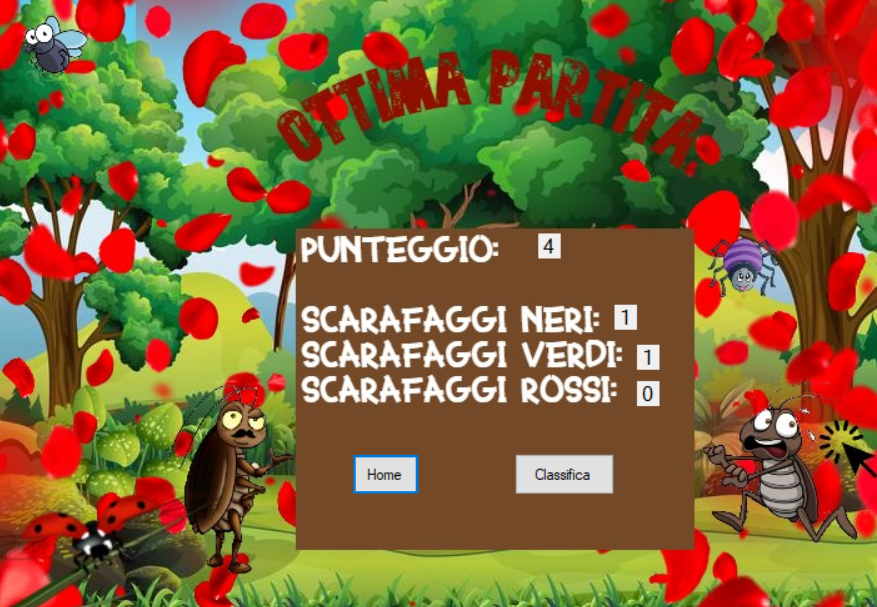 OTTIMA PARTITA!
PUNTEGGIO: 4
SCARAFAGGI NERI: 1
SCARAFAGGI VERDI: 1
SCARAFAGGI ROSSI: 0
Home Classifica